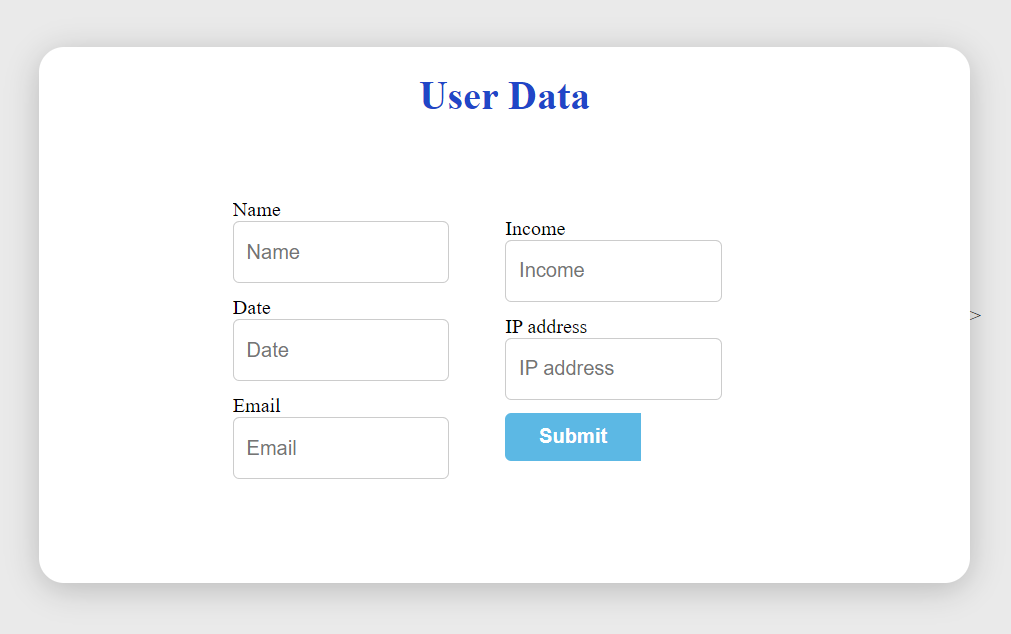 User Data
Name
Name
Date
Date
Email
Email
Income
Income
IP address
IP address
Submit
>